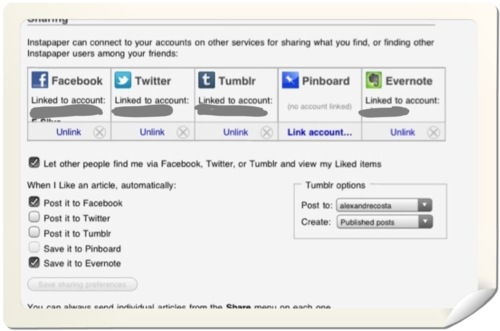 Sharing
Instapaper can connect to your accounts on other services for sharing what you find, or finding other
Instapaper users among your friends:
Facebook Twitter Tumblr Pinboard Evernote
Linked to account: Linked to account: Linked to account: (no account linked) Linked to account:
Unlink Unlink Unlink Link account... Unlink
Let other people find me via Facebook, Twitter, or Tumblr and view my Liked items
When I Like an article, automatically:
Post it to Facebook
Post it to Twitter
Post it to Tumblr
Save it to Pinboard
Save it to Evernote
Tumblr options
Post to: alexandrecosta
Create: Published posts
Save sharing preferences
You can always send individual articles from the Share menu on each one